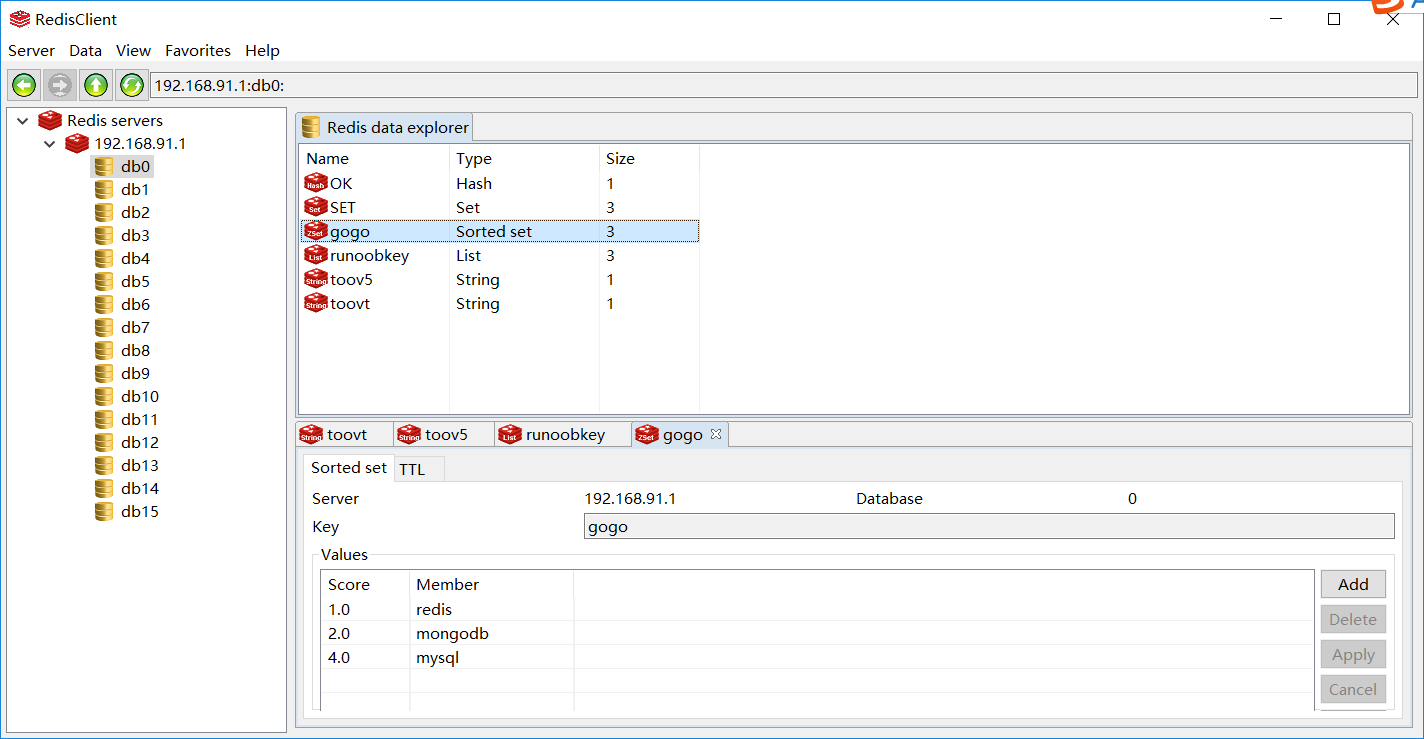 RedisClient
Server Data View Favorites Help
192.168.91.1:db0:
Redis servers
192.168.91.1
db0
db1
db2
db3
db4
db5
db6
db7
db8
db9
db10
db11
db12
db13
db14
db15
Redis data explorer
Name Type Size
Hash OK Hash 1
Set SET Set 3
ZSet gogo Sorted set 3
List runoobkey List 3
String toov5 String 1
String toovt String 1
String toovt String toov5 List runoobkey ZSet gogo
Sorted set TTL
Server 192.168.91.1 Database 0
Key gogo
Values
Score Member
1.0 redis
2.0 mongodb
4.0 mysql
Add
Delete
Apply
Cancel